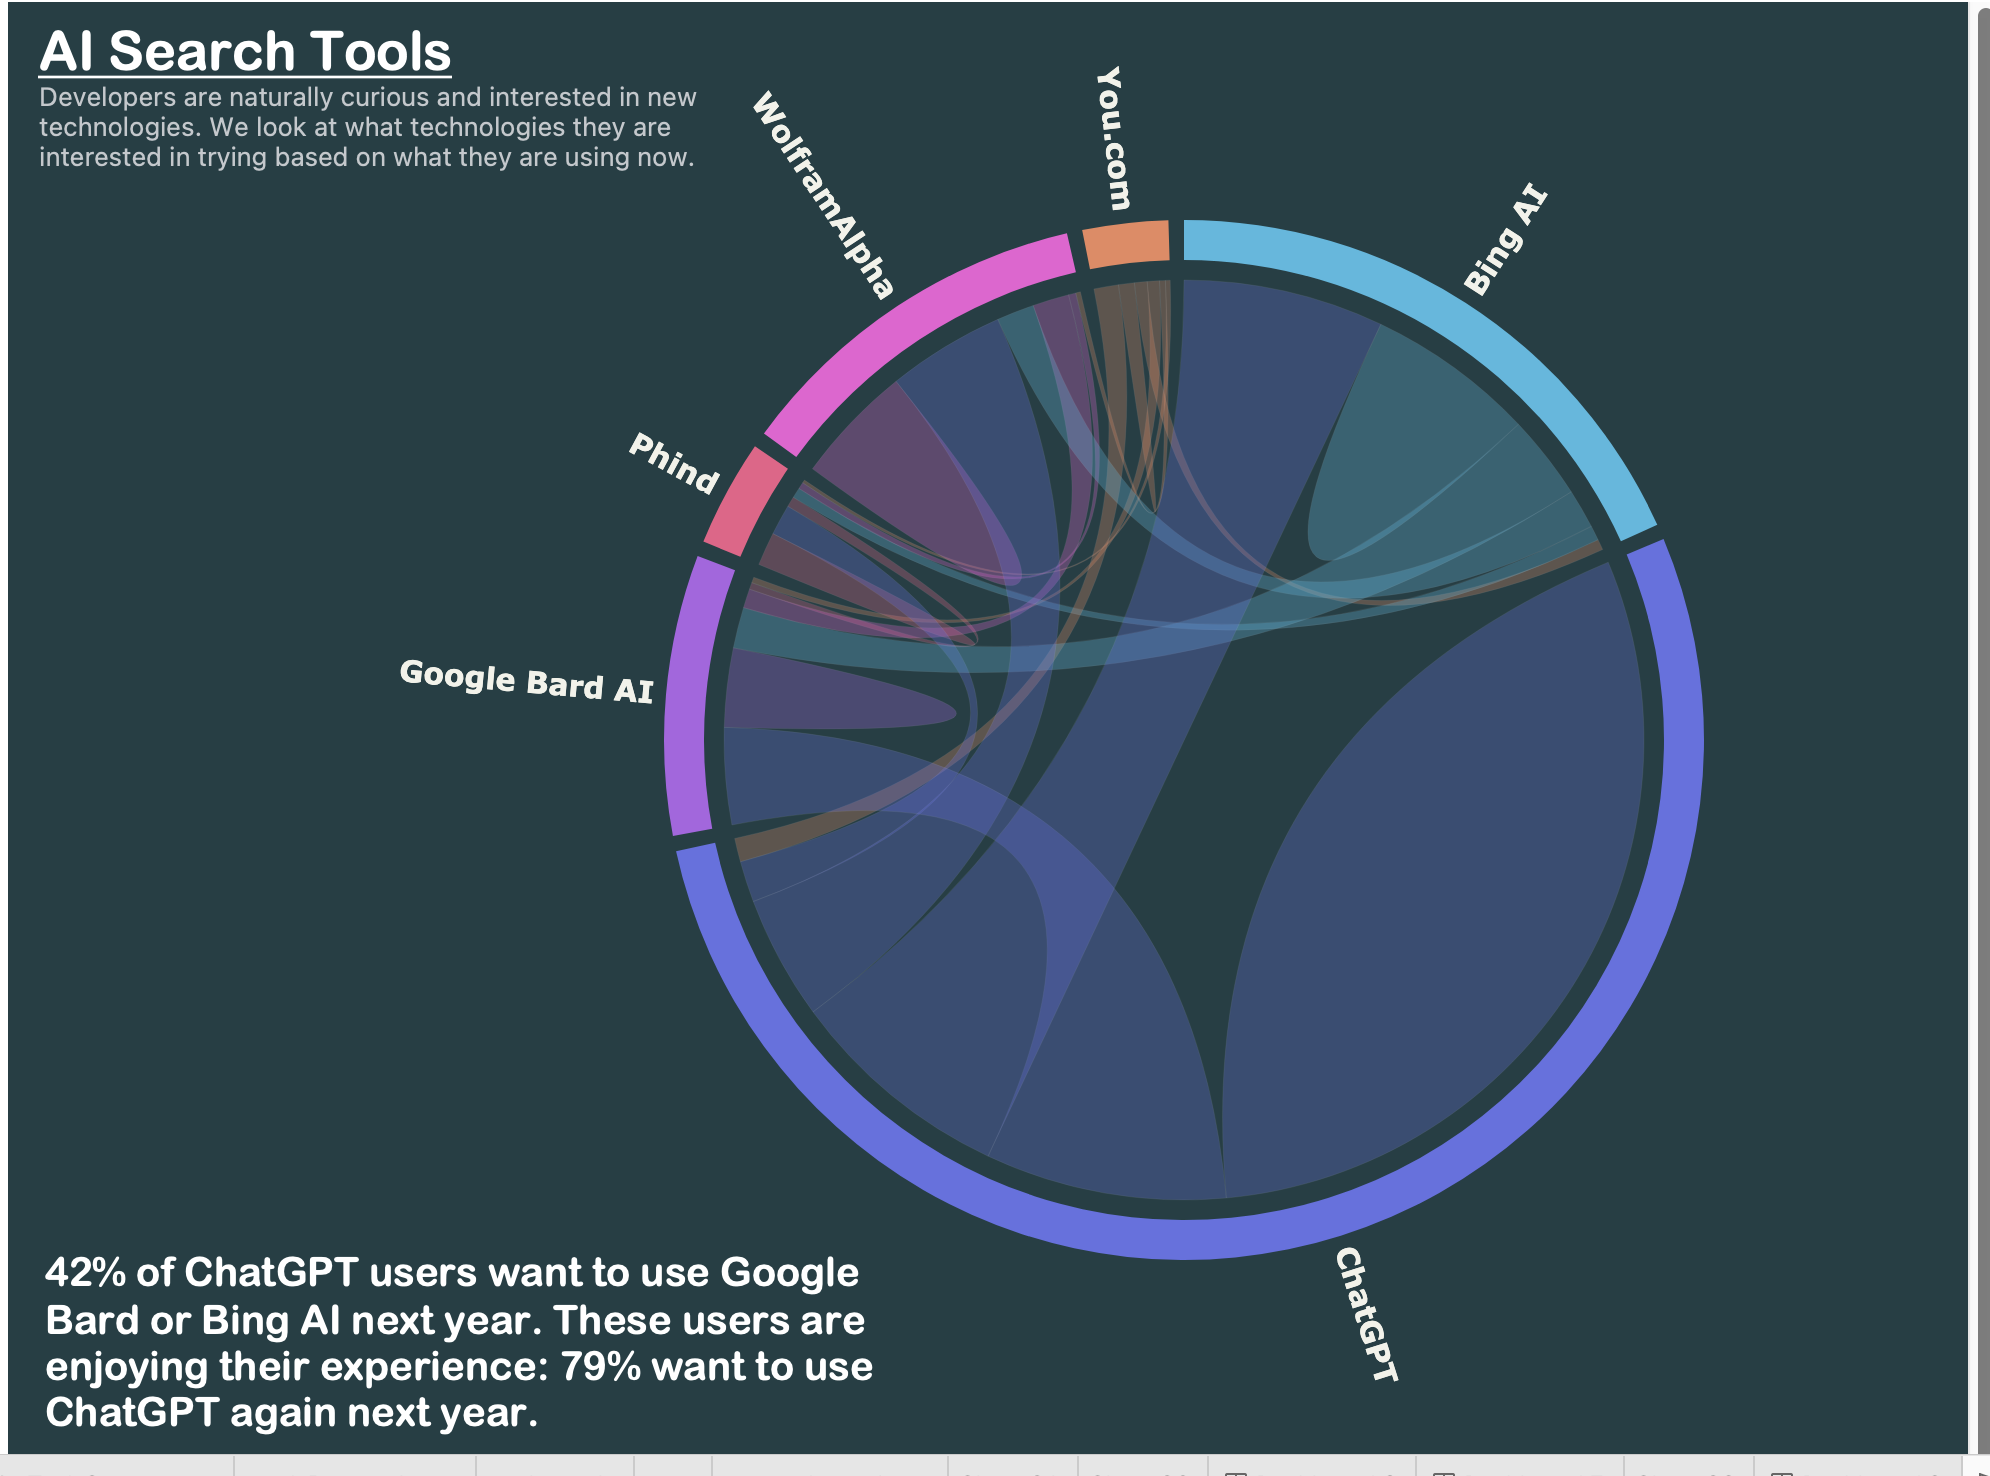 AI Search Tools
Developers are naturally curious and interested in new
technologies. We look at what technologies they are
interested in trying based on what they are using now.
You.com
WolframAlpha
Bing AI
Phind
Google Bard AI
ChatGPT
42% of ChatGPT users want to use Google
Bard or Bing AI next year. These users are
enjoying their experience: 79% want to use
ChatGPT again next year.